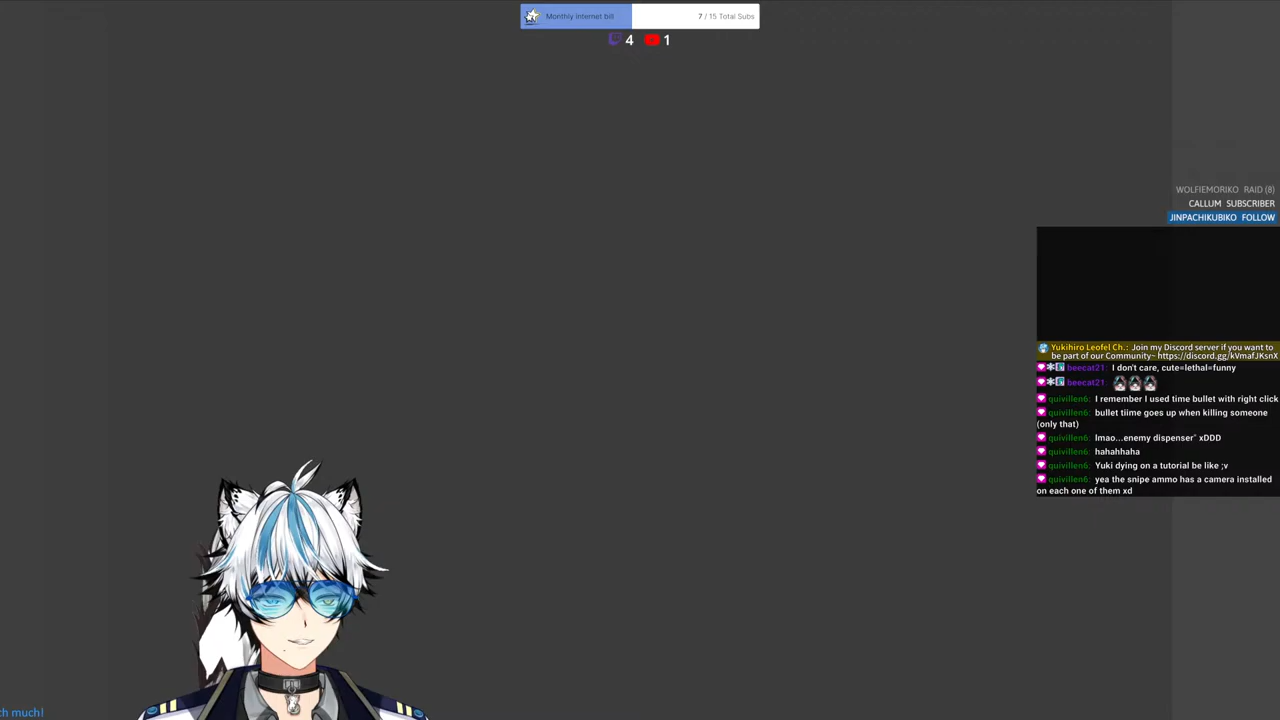 Monthly internet bill 7 / 15 Total Subs
4 1
WOLFIEMORIKO RAID (8)
CALLUM SUBSCRIBER
JINPACHIKUBIKO FOLLOW
Yukihiro Leofel Ch.: Join my Discord server if you want to
be part of our Community~ https://discord.gg/kVmafJKsnX
beecat21: I don't care, cute=lethal=funny
beecat21:
quivillen6: I remember I used time bullet with right click
quivillen6: bullet tiime goes up when killing someone
(only that)
quivillen6: lmao...enemy dispenser" xDDD
quivillen6: hahahhaha
quivillen6: Yuki dying on a tutorial be like ;v
quivillen6: yea the snipe ammo has a camera installed
on each one of them xd
ch much!